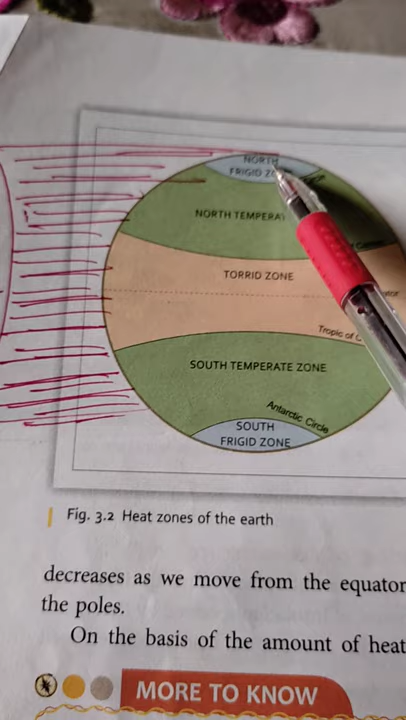 NORTH
FRIGID
NORTH
TORRID ZONE
Tropic of
SOUTH TEMPERATE ZONE
Antarctic Circle
SOUTH
FRIGID ZONE
Fig. 3.2 Heat zones of the earth
decreases as we move from the equator
the poles.
On the basis of the amount of heat
MORE TO KNOW